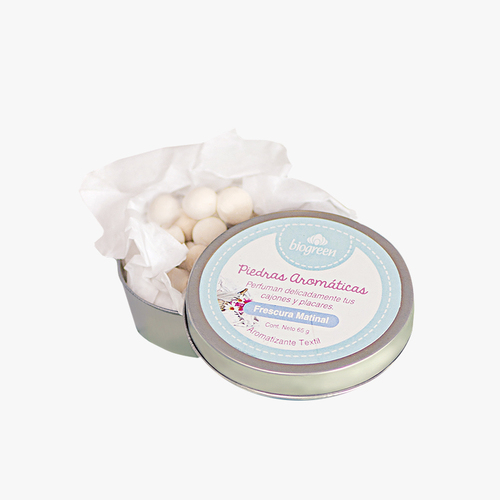 biogreen
Piedras Aromáticas
Perfuman delicadamente tus
cajones y placares.
Frescura Matinal
Cont. Neto 65 g
Aromatizante Textil